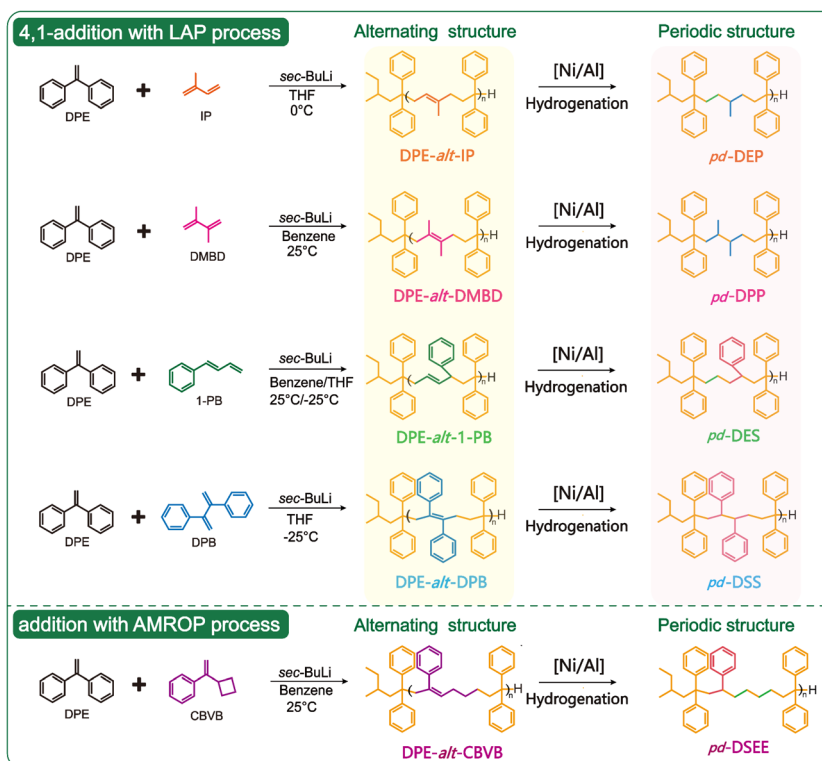 4,1-addition with LAP process
Alternating structure
Periodic structure
DPE
+
IP
sec-BuLi
THF
0°C
( )n H
DPE-alt-IP
[Ni/Al]
Hydrogenation
( )n H
pd-DEP
DPE
+
DMBD
sec-BuLi
Benzene
25°C
( )n H
DPE-alt-DMBD
[Ni/Al]
Hydrogenation
)n H
pd-DPP
DPE
+
1-PB
sec-BuLi
Benzene/THF
25°C/-25°C
( )n H
DPE-alt-1-PB
[Ni/Al]
Hydrogenation
( )n H
pd-DES
DPE
+
DPB
sec-BuLi
THF
-25°C
( )n H
DPE-alt-DPB
[Ni/Al]
Hydrogenation
)n H
pd-DSS
addition with AMROP process
Alternating structure
Periodic structure
DPE
+
CBVB
sec-BuLi
Benzene
25°C
( )n H
DPE-alt-CBVB
[Ni/Al]
Hydrogenation
( )n H
pd-DSEE